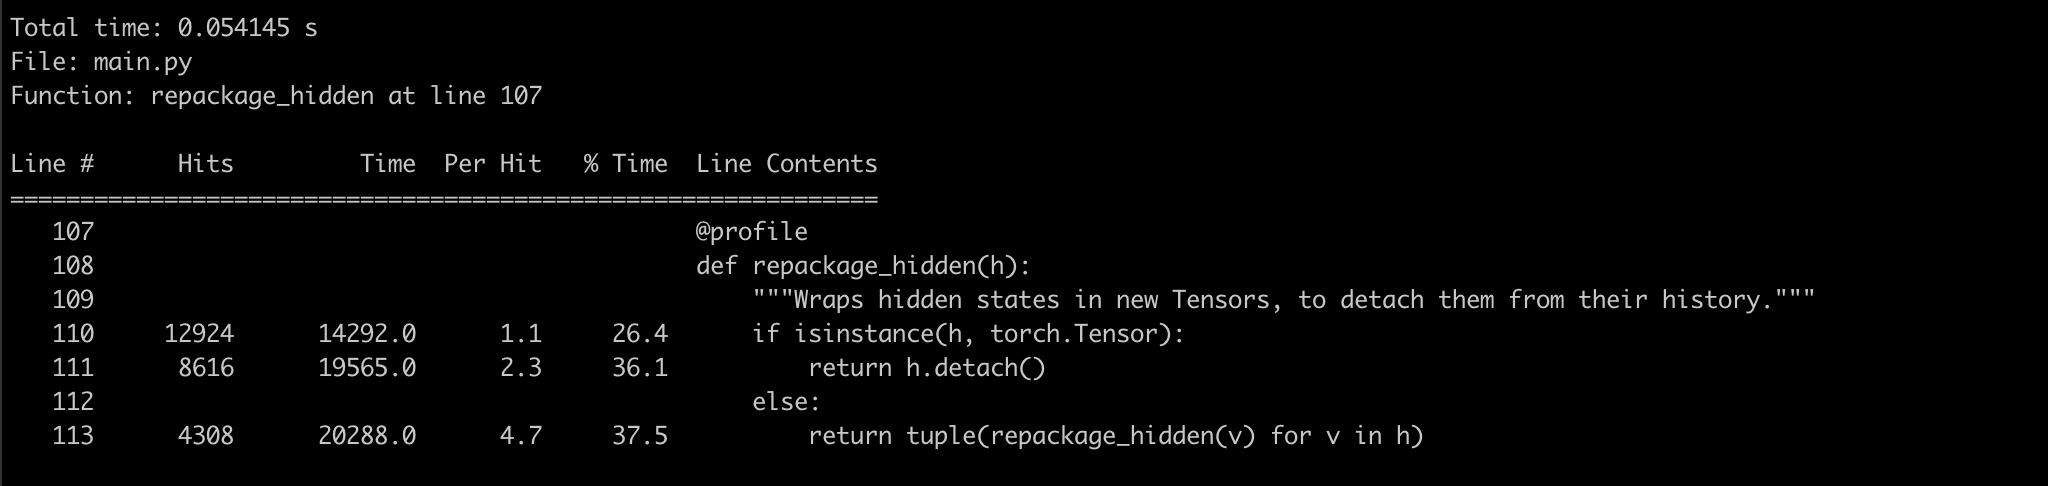 Total time: 0.054145 s
File: main.py
Function: repackage_hidden at line 107
Line #      Hits         Time  Per Hit   % Time  Line Contents
==============================================================
   107                                           @profile
   108                                           def repackage_hidden(h):
   109                                               """Wraps hidden states in new Tensors, to detach them from their history."""
   110     12924      14292.0      1.1     26.4      if isinstance(h, torch.Tensor):
   111      8616      19565.0      2.3     36.1          return h.detach()
   112                                               else:
   113      4308      20288.0      4.7     37.5          return tuple(repackage_hidden(v) for v in h)